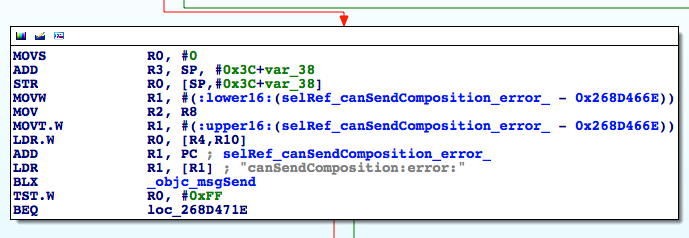 MOVS R0, #0
ADD R3, SP, #0x3C+var_38
STR R0, [SP,#0x3C+var_38]
MOVW R1, #(:lower16:(selRef_canSendComposition_error_ - 0x268D466E))
MOV R2, R8
MOVT.W R1, #(:upper16:(selRef_canSendComposition_error_ - 0x268D466E))
LDR.W R0, [R4,R10]
ADD R1, PC ; selRef_canSendComposition_error_
LDR R1, [R1] ; "canSendComposition:error:"
BLX _objc_msgSend
TST.W R0, #0xFF
BEQ loc_268D471E